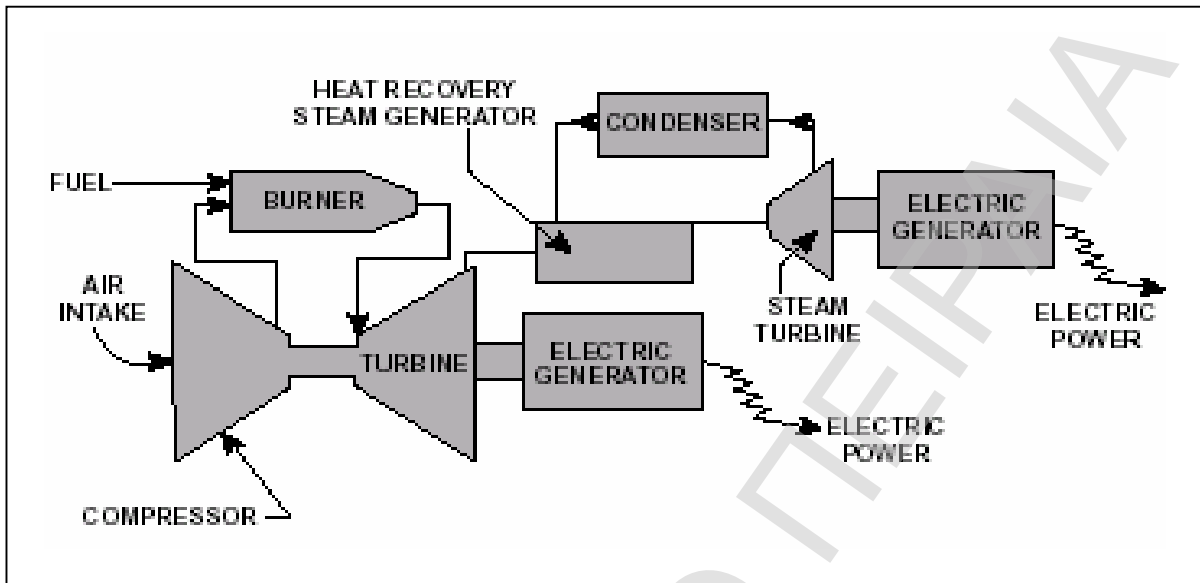 HEAT RECOVERY
STEAM GENERATOR
CONDENSER
FUEL
BURNER
ELECTRIC
GENERATOR
AIR
INTAKE
STEAM
TURBINE
ELECTRIC
POWER
TURBINE
ELECTRIC
GENERATOR
ELECTRIC
POWER
COMPRESSOR
Ο ΠΕΙΡΑΙΑ